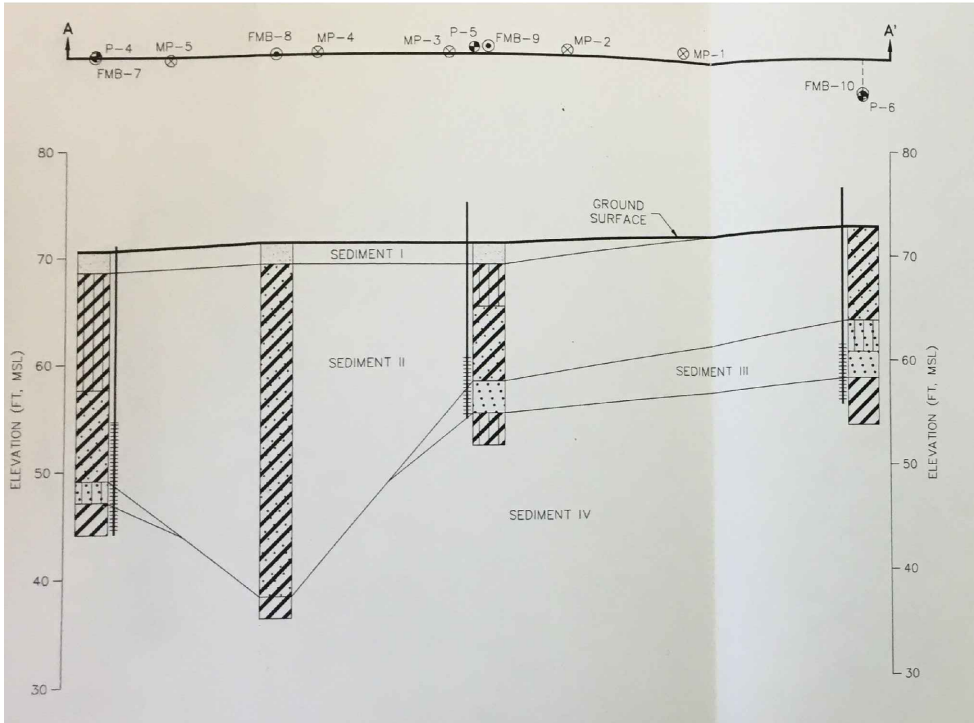 A
P-4
MP-5
FMB-7
FMB-8
MP-4
MP-3
P-5
FMB-9
MP-2
MP-1
A'
FMB-10
P-6
80
70
60
50
40
30
ELEVATION (FT, MSL)
GROUND
SURFACE
SEDIMENT I
SEDIMENT II
SEDIMENT III
SEDIMENT IV
80
70
60
50
40
30
ELEVATION (FT, MSL)